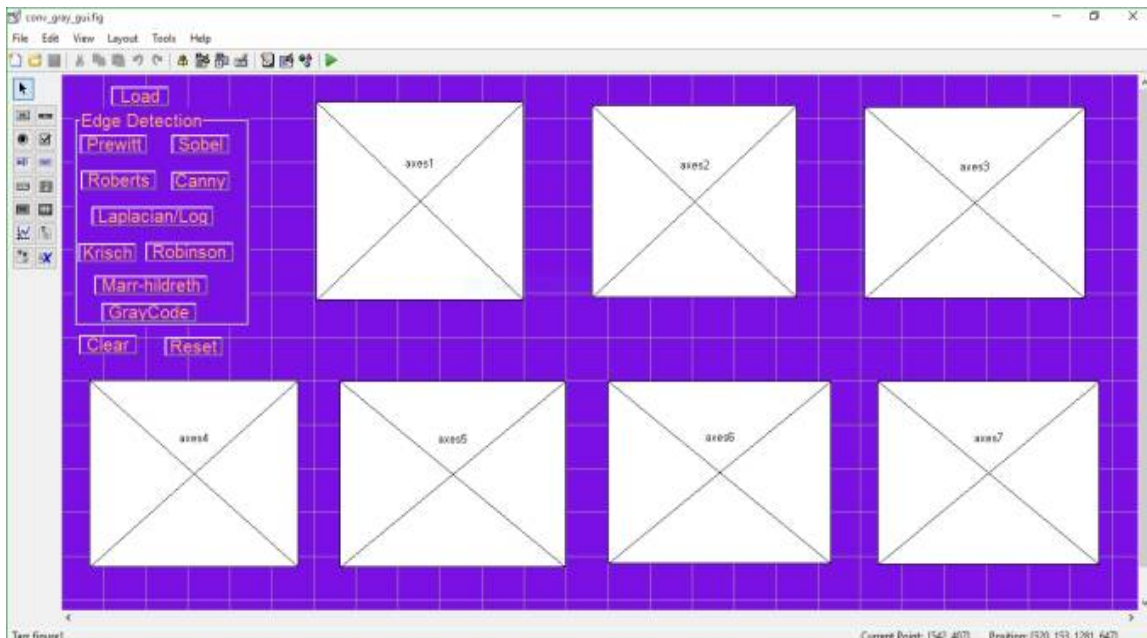 conv_gray_gui.fig
File Edit View Layout Tools Help
Load
Edge Detection
Prewitt Sobel
Roberts Canny
Laplacian/Log
Krisch Robinson
Marr-hildreth
GrayCode
Clear Reset
axes1
axes2
axes3
axes4
axes5
axes6
axes7
Tag: figure1
Current Point: [542, 407] Position: [520, 153, 1281, 647]